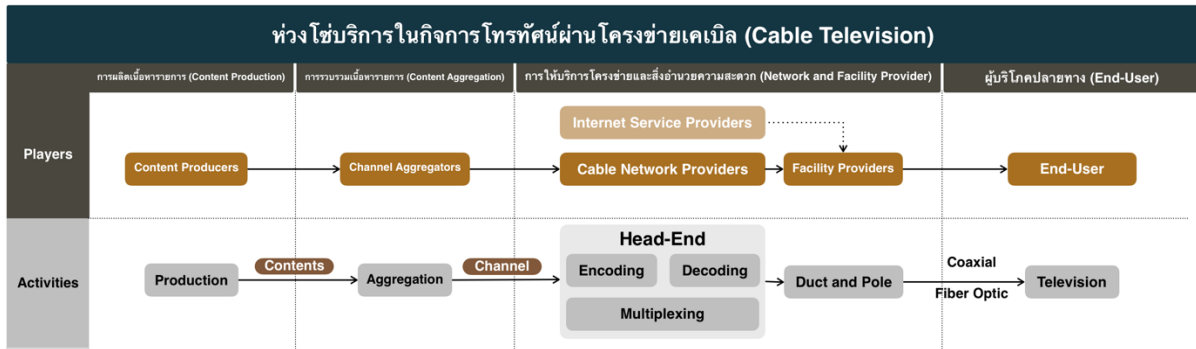 ห่วงโซ่บริการในกิจการโทรทัศน์ผ่านโครงข่ายเคเบิล (Cable Television)
การผลิตเนื้อหารายการ (Content Production)
การรวบรวมเนื้อหารายการ (Content Aggregation)
การให้บริการโครงข่ายและสิ่งอำนวยความสะดวก (Network and Facility Provider)
ผู้บริโภคปลายทาง (End-User)
Players
Internet Service Providers
Content Producers
Channel Aggregators
Cable Network Providers
Facility Providers
End-User
Activities
Production
Contents
Aggregation
Channel
Head-End
Encoding
Decoding
Multiplexing
Duct and Pole
Coaxial
Fiber Optic
Television